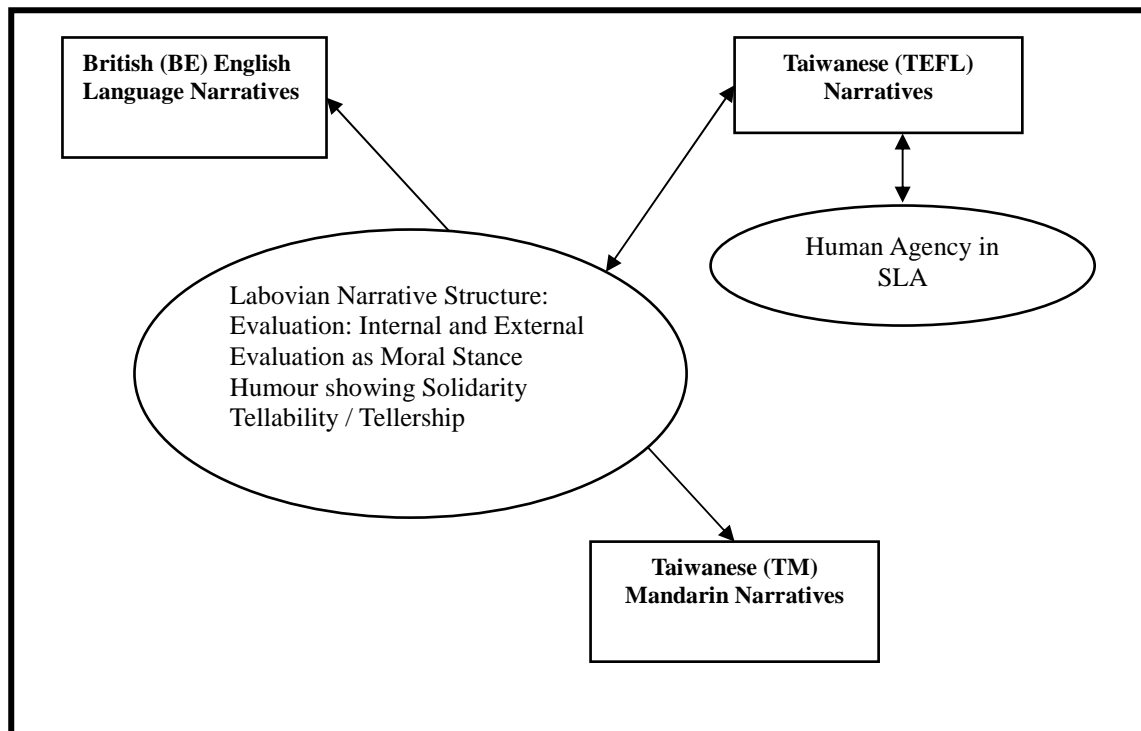 British (BE) English
Language Narratives
Taiwanese (TEFL)
Narratives
Human Agency in
SLA
Labovian Narrative Structure:
Evaluation: Internal and External
Evaluation as Moral Stance
Humour showing Solidarity
Tellability / Tellership
Taiwanese (TM)
Mandarin Narratives